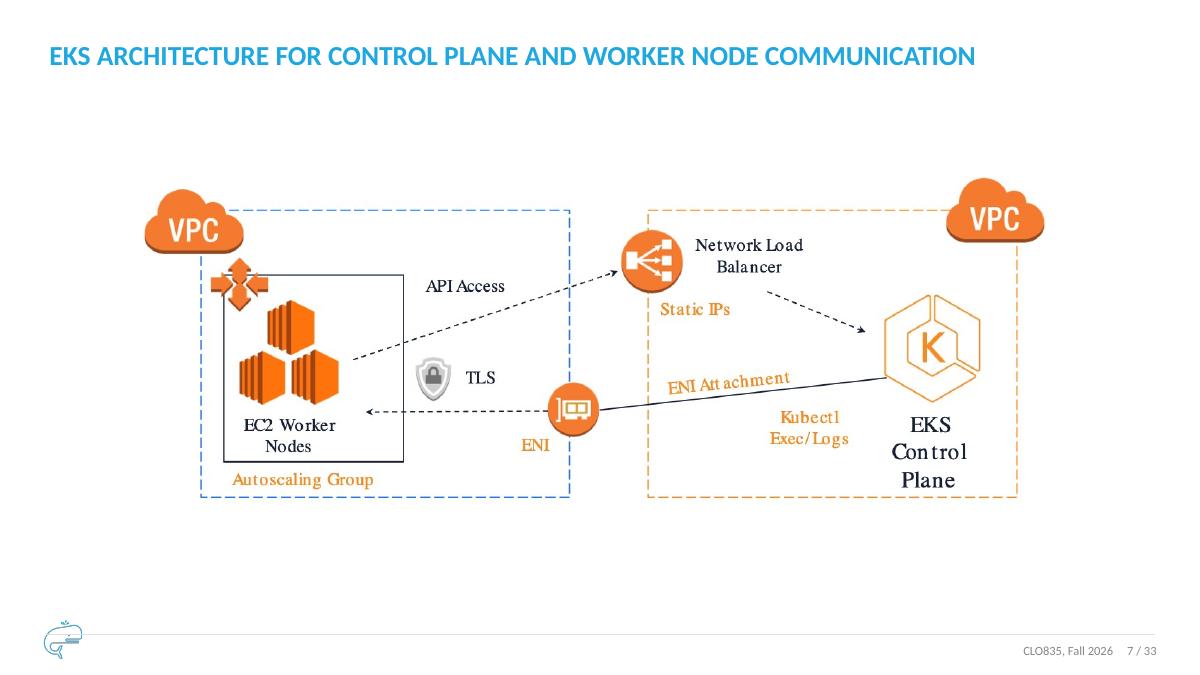 EKS ARCHITECTURE FOR CONTROL PLANE AND WORKER NODE COMMUNICATION
VPC
VPC
Network Load
Balancer
API Access
Static IPs
K
TLS
ENI Attachment
EC2 Worker
Nodes
Kubectl
Exec/Logs
EKS
Control
Plane
ENI
Autoscaling Group
CLO835, Fall 2026 7 / 33